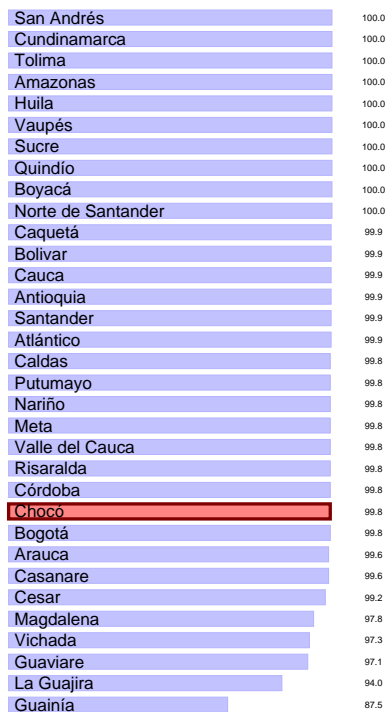 San Andrés 100.0
Cundinamarca 100.0
Tolima 100.0
Amazonas 100.0
Huila 100.0
Vaupés 100.0
Sucre 100.0
Quindío 100.0
Boyacá 100.0
Norte de Santander 100.0
Caquetá 99.9
Bolivar 99.9
Cauca 99.9
Antioquia 99.9
Santander 99.9
Atlántico 99.9
Caldas 99.8
Putumayo 99.8
Nariño 99.8
Meta 99.8
Valle del Cauca 99.8
Risaralda 99.8
Córdoba 99.8
Chocó 99.8
Bogotá 99.8
Arauca 99.6
Casanare 99.6
Cesar 99.2
Magdalena 97.8
Vichada 97.3
Guaviare 97.1
La Guajira 94.0
Guainía 87.5